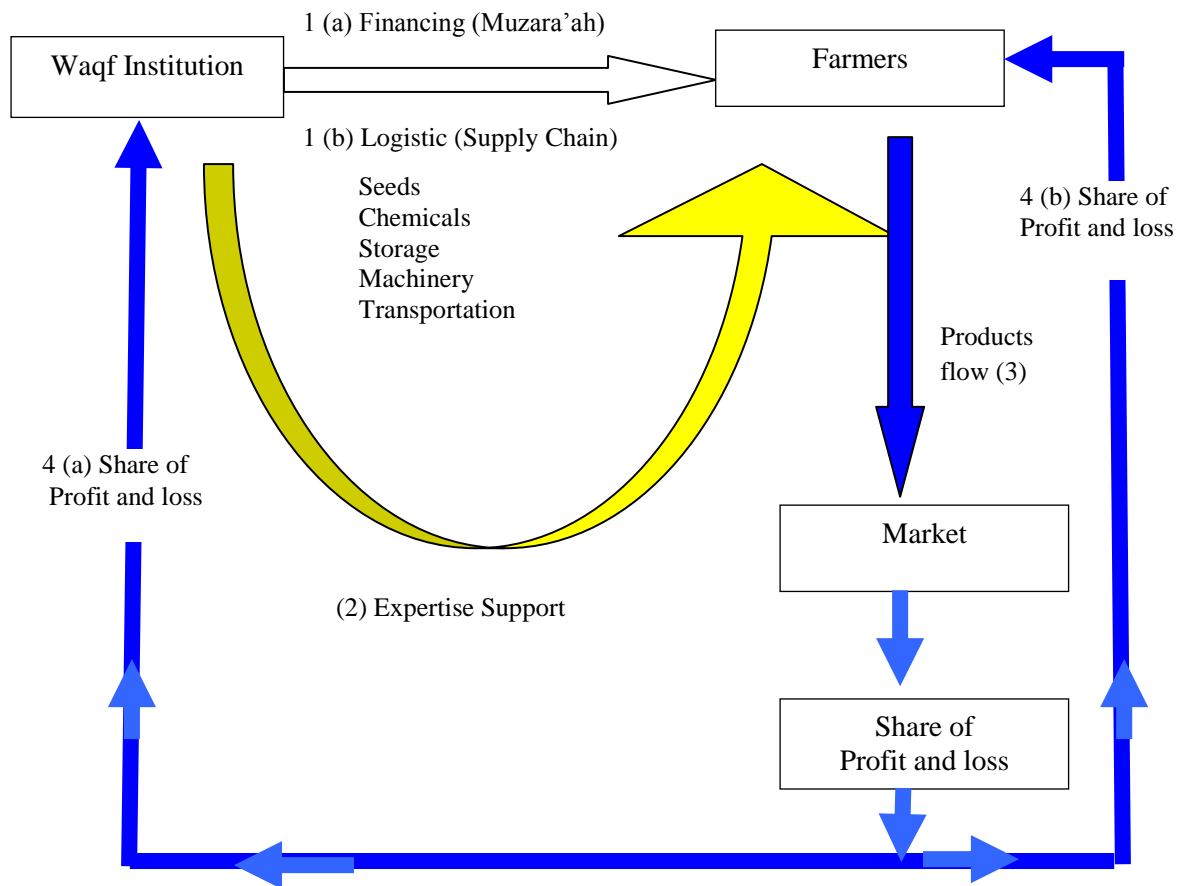 1 (a) Financing (Muzara’ah)
Waqf Institution
Farmers
1 (b) Logistic (Supply Chain)
Seeds
Chemicals
Storage
Machinery
Transportation
4 (b) Share of
Profit and loss
Products
flow (3)
4 (a) Share of
Profit and loss
Market
(2) Expertise Support
Share of
Profit and loss